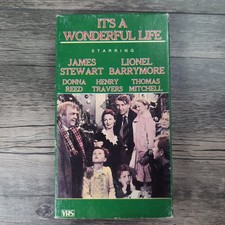 IT'S A
WONDERFUL LIFE
STARRING
JAMES LIONEL
STEWART BARRYMORE
DONNA HENRY THOMAS
REED TRAVERS MITCHELL
VHS